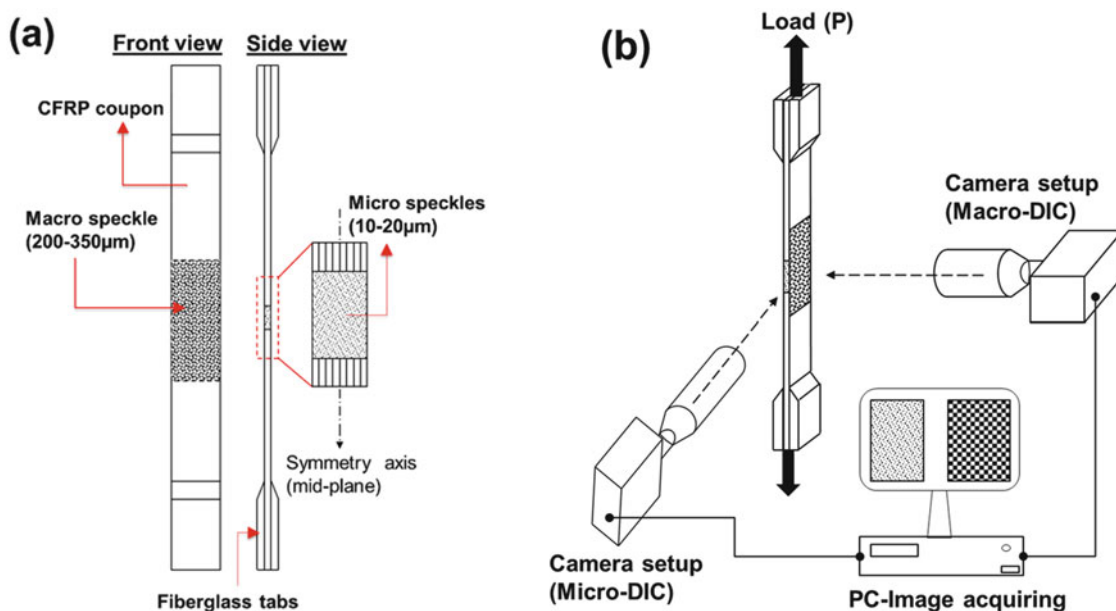 (a)
Front view
Side view
CFRP coupon
Macro speckle
(200-350μm)
Micro speckles
(10-20μm)
Symmetry axis
(mid-plane)
Fiberglass tabs
(b)
Load (P)
Camera setup
(Macro-DIC)
Camera setup
(Micro-DIC)
PC-Image acquiring